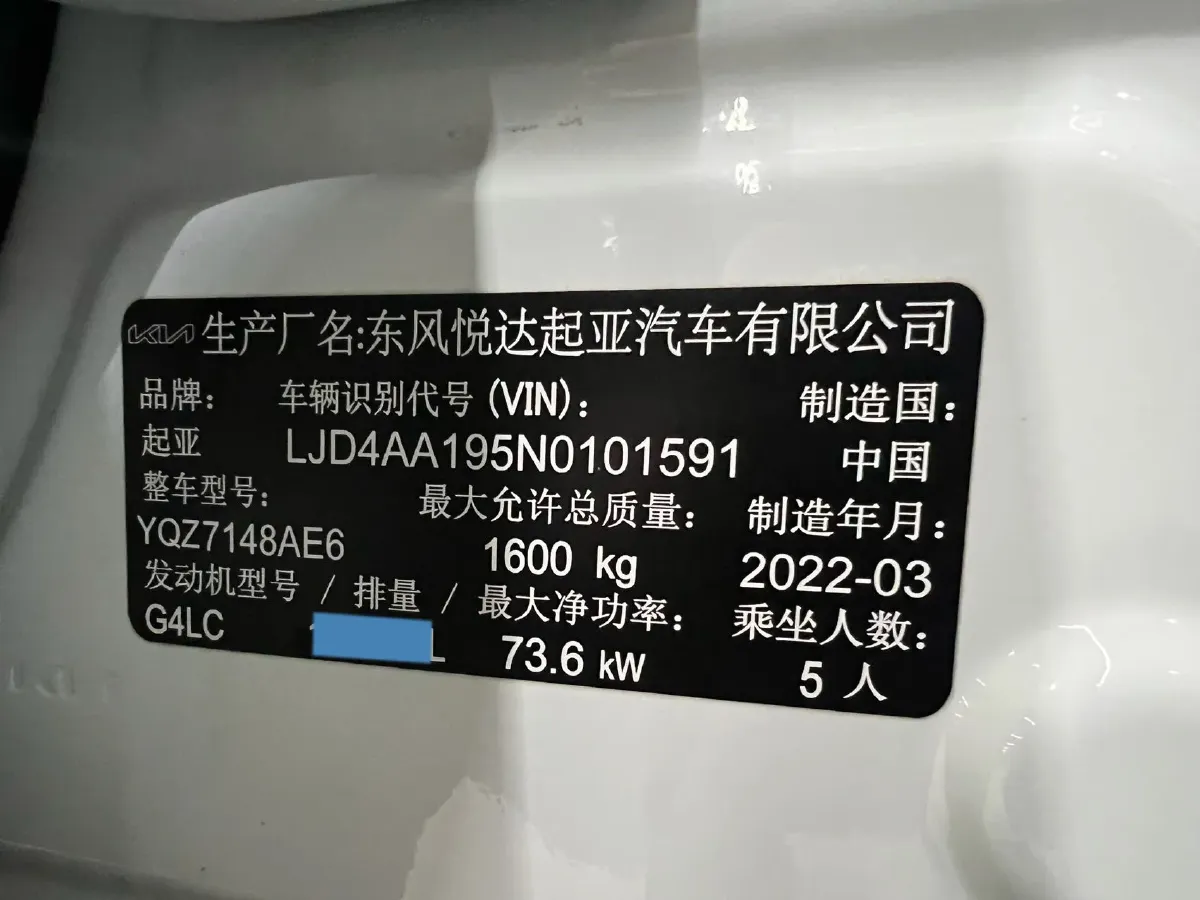 KIA 生产厂名:东风悦达起亚汽车有限公司
品牌: 车辆识别代号 (VIN): 制造国:
起亚 LJD4AA195N0101591 中国
整车型号: 最大允许总质量: 制造年月:
YQZ7148AE6 1600 kg 2022-03
发动机型号 / 排量 / 最大净功率: 乘坐人数:
G4LC L 73.6 kW 5 人